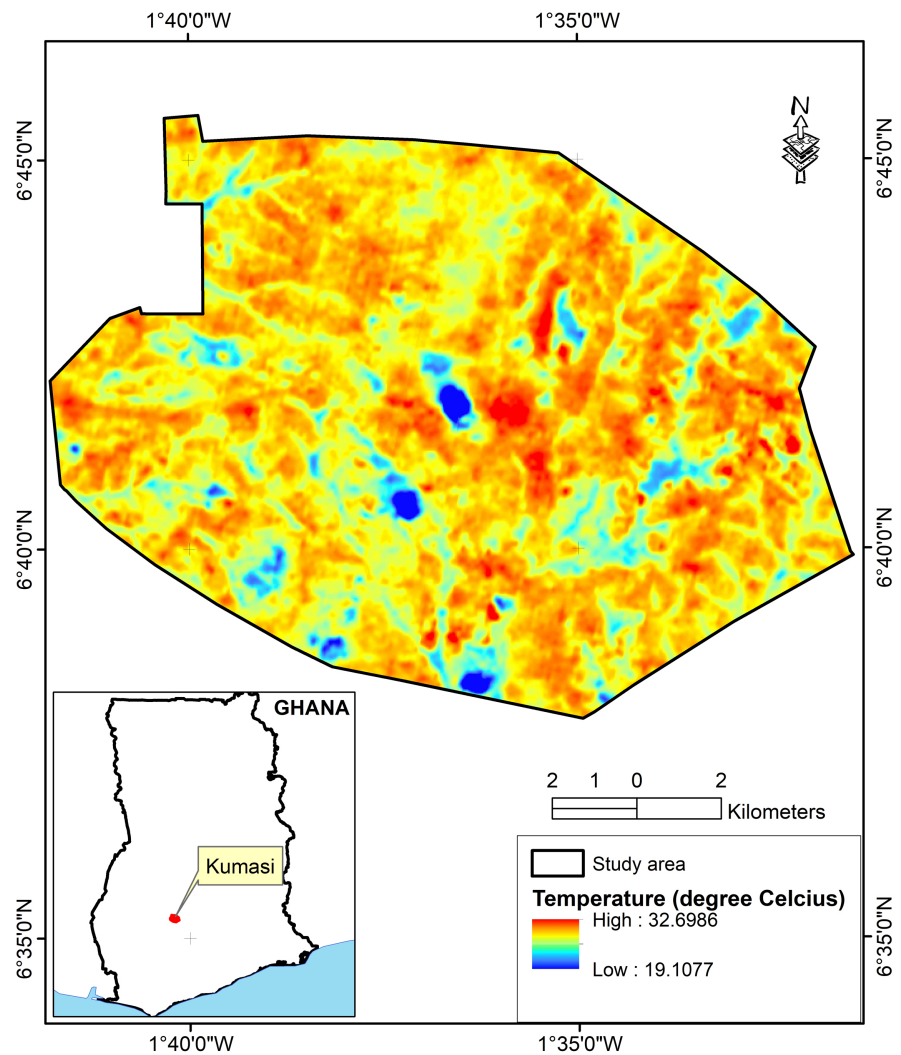 1°40'0"W 1°35'0"W
N
6°45'0"N 6°45'0"N
6°40'0"N 6°40'0"N
GHANA
Kumasi
2 1 0 2
Kilometers
Study area
Temperature (degree Celcius)
High : 32.6986
Low : 19.1077
6°35'0"N 6°35'0"N
1°40'0"W 1°35'0"W